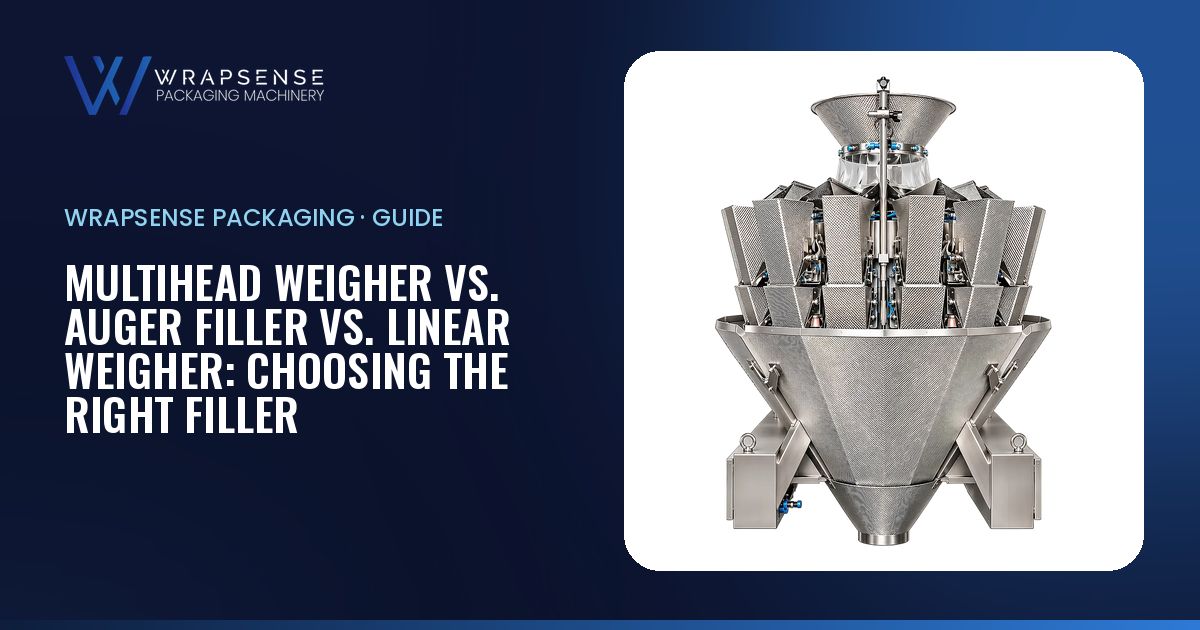 WRAPSENSE
PACKAGING MACHINERY
WRAPSENSE PACKAGING · GUIDE
MULTIHEAD WEIGHER VS.
AUGER FILLER VS. LINEAR
WEIGHER: CHOOSING THE
RIGHT FILLER